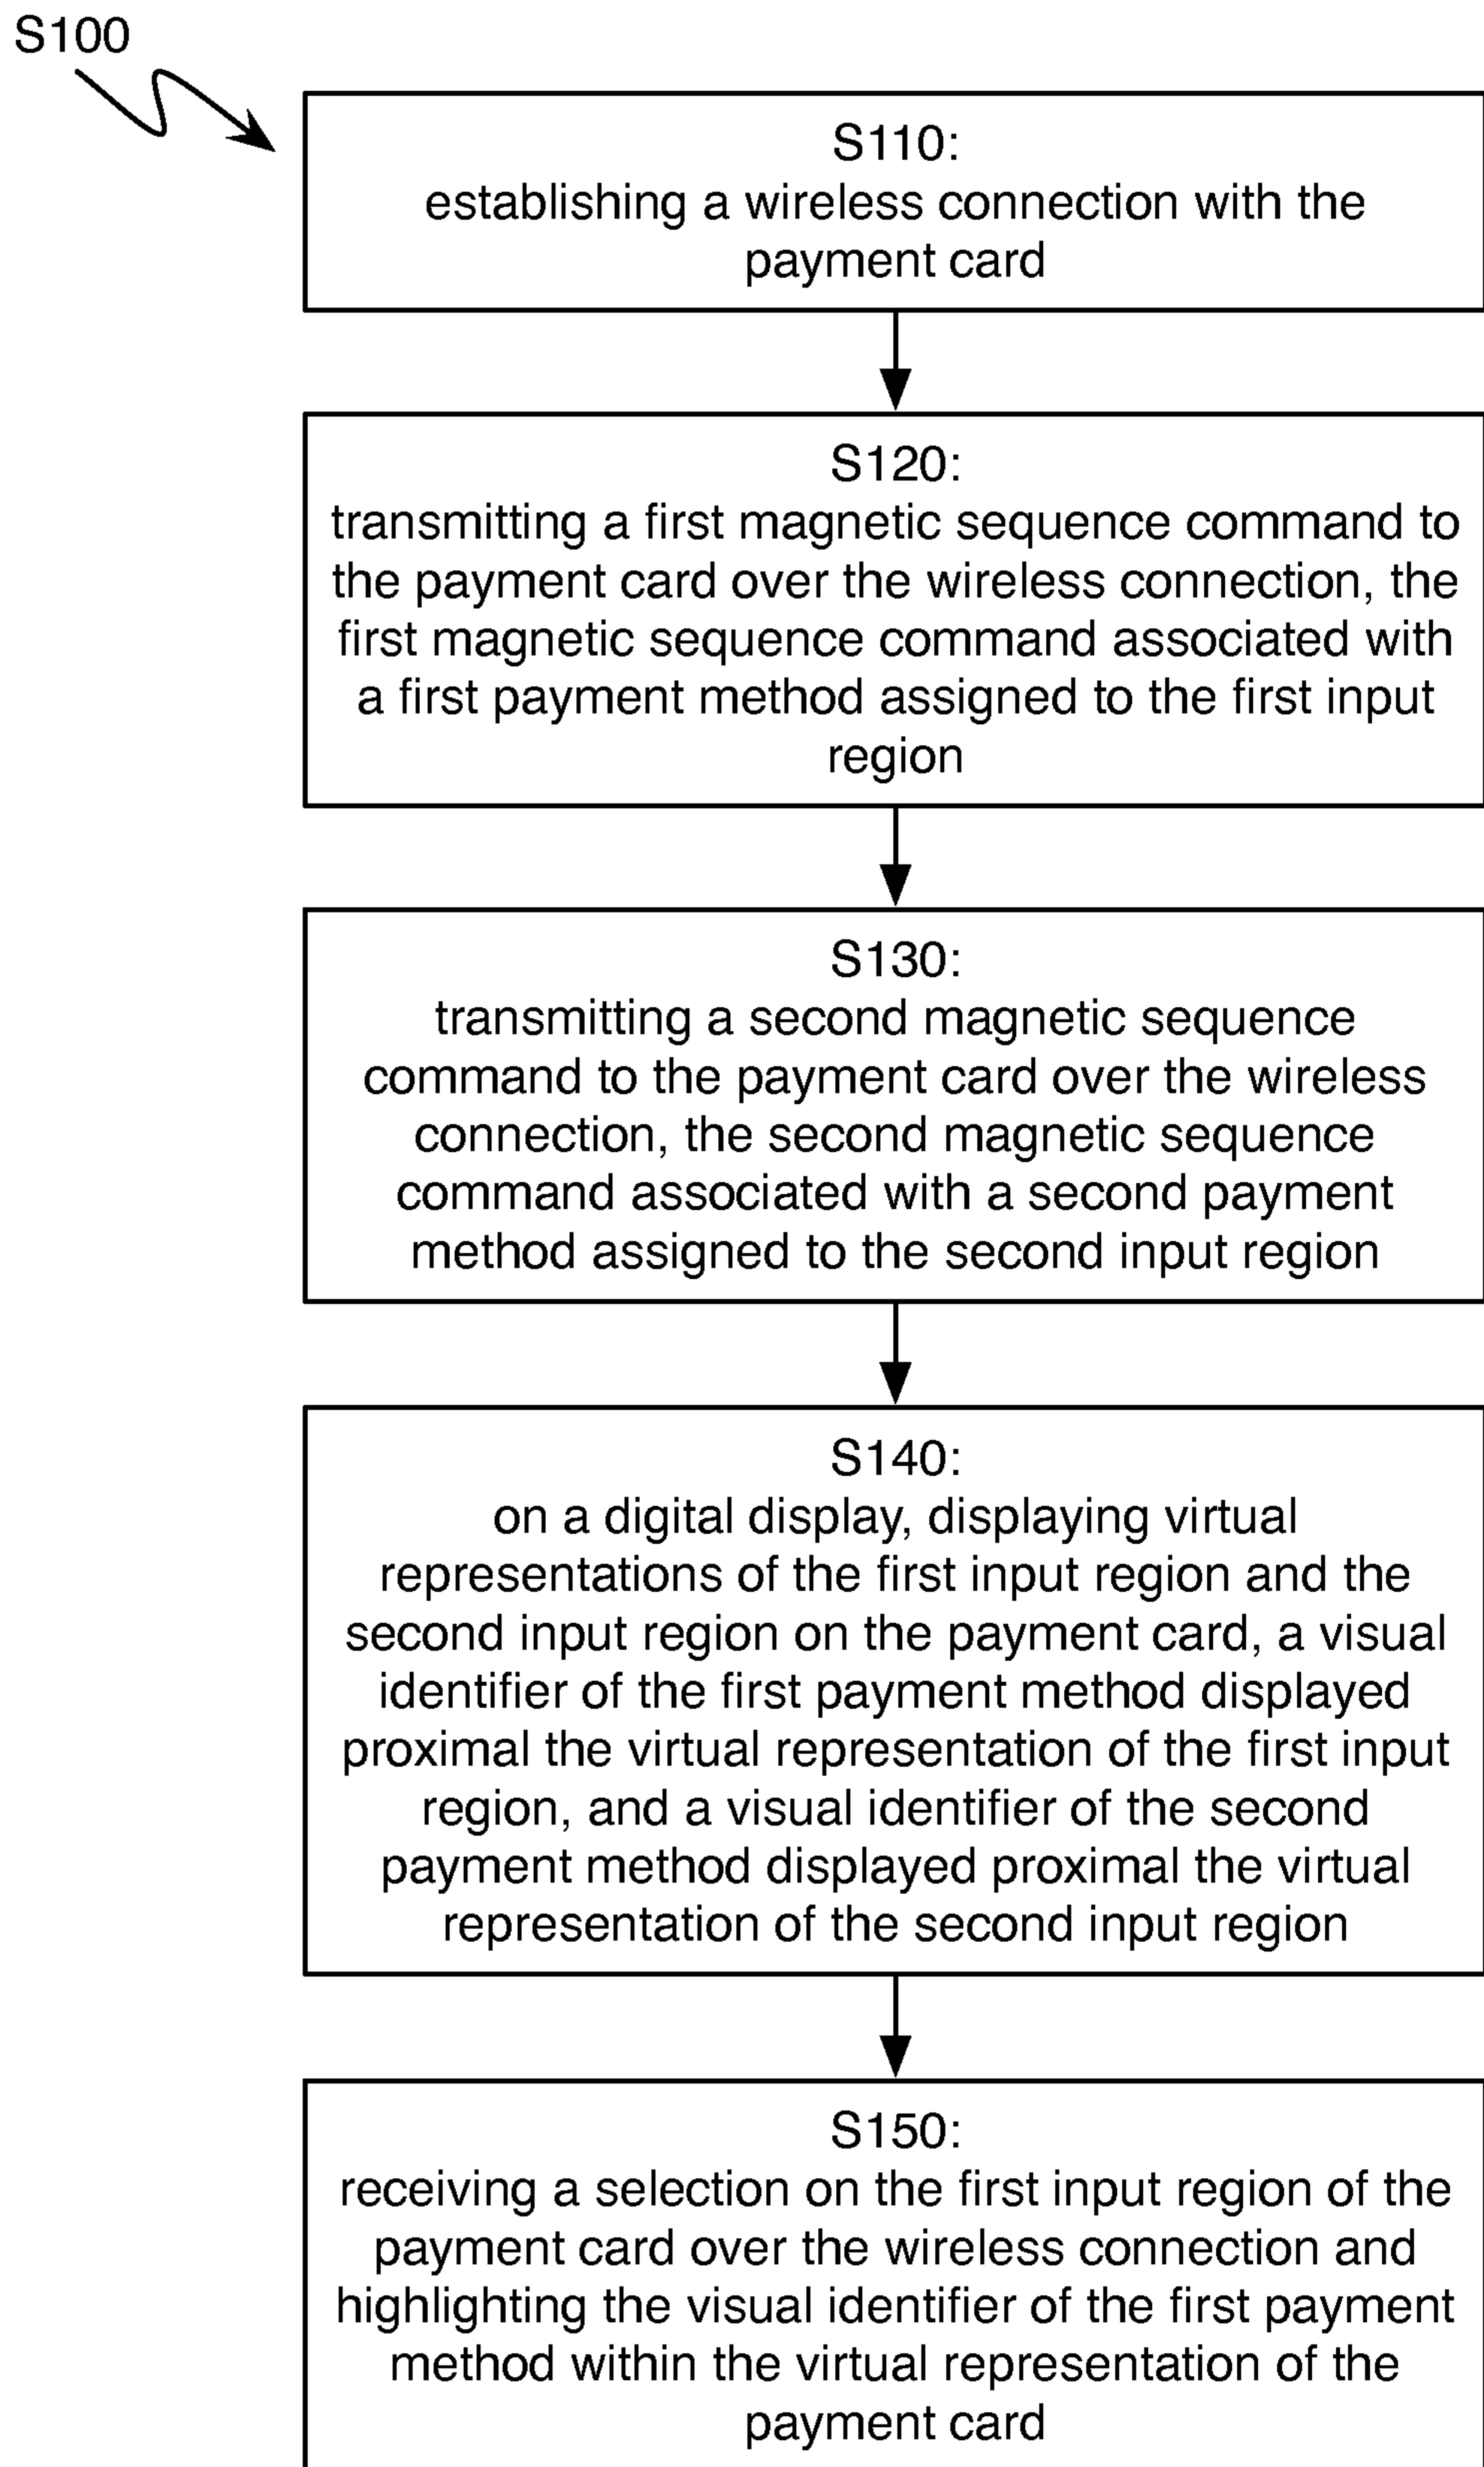 S100
S110:
establishing a wireless connection with the
payment card
S120:
transmitting a first magnetic sequence command to
the payment card over the wireless connection, the
first magnetic sequence command associated with
a first payment method assigned to the first input
region
S130:
transmitting a second magnetic sequence
command to the payment card over the wireless
connection, the second magnetic sequence
command associated with a second payment
method assigned to the second input region
S140:
on a digital display, displaying virtual
representations of the first input region and the
second input region on the payment card, a visual
identifier of the first payment method displayed
proximal the virtual representation of the first input
region, and a visual identifier of the second
payment method displayed proximal the virtual
representation of the second input region
S150:
receiving a selection on the first input region of the
payment card over the wireless connection and
highlighting the visual identifier of the first payment
method within the virtual representation of the
payment card